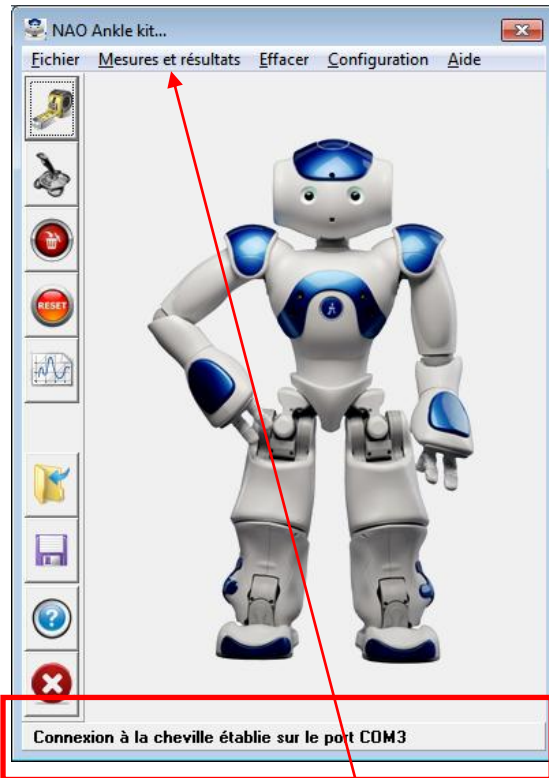 NAO Ankle kit...
Fichier Mesures et résultats Effacer Configuration Aide
RESET
Connexion à la cheville établie sur le port COM3